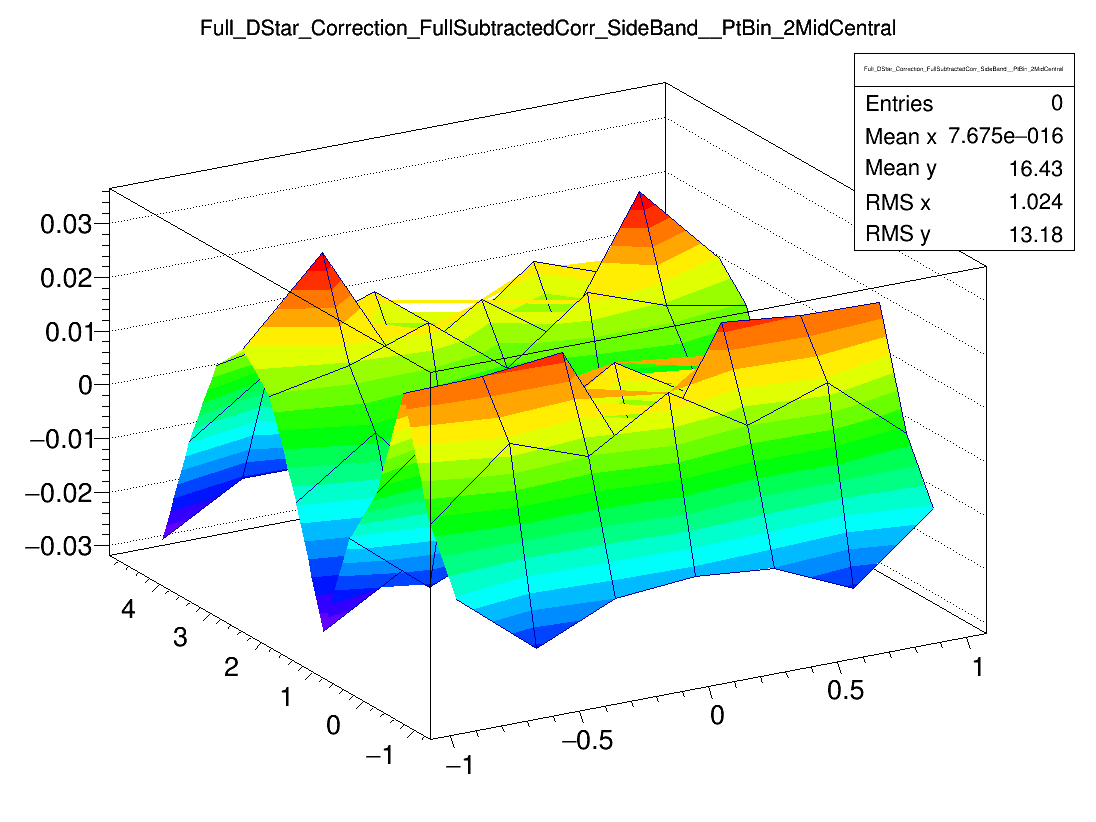 Full_DStar_Correction_FullSubtractedCorr_SideBand__PtBin_2MidCentral
Full_DStar_Correction_FullSubtractedCorr_SideBand__PtBin_2MidCentral
Entries 0
Mean x 7.675e−016
Mean y 16.43
RMS x 1.024
RMS y 13.18
0.03
0.02
0.01
0
−0.01
−0.02
−0.03
4
3
2
1
0
−1
−1
−0.5
0
0.5
1